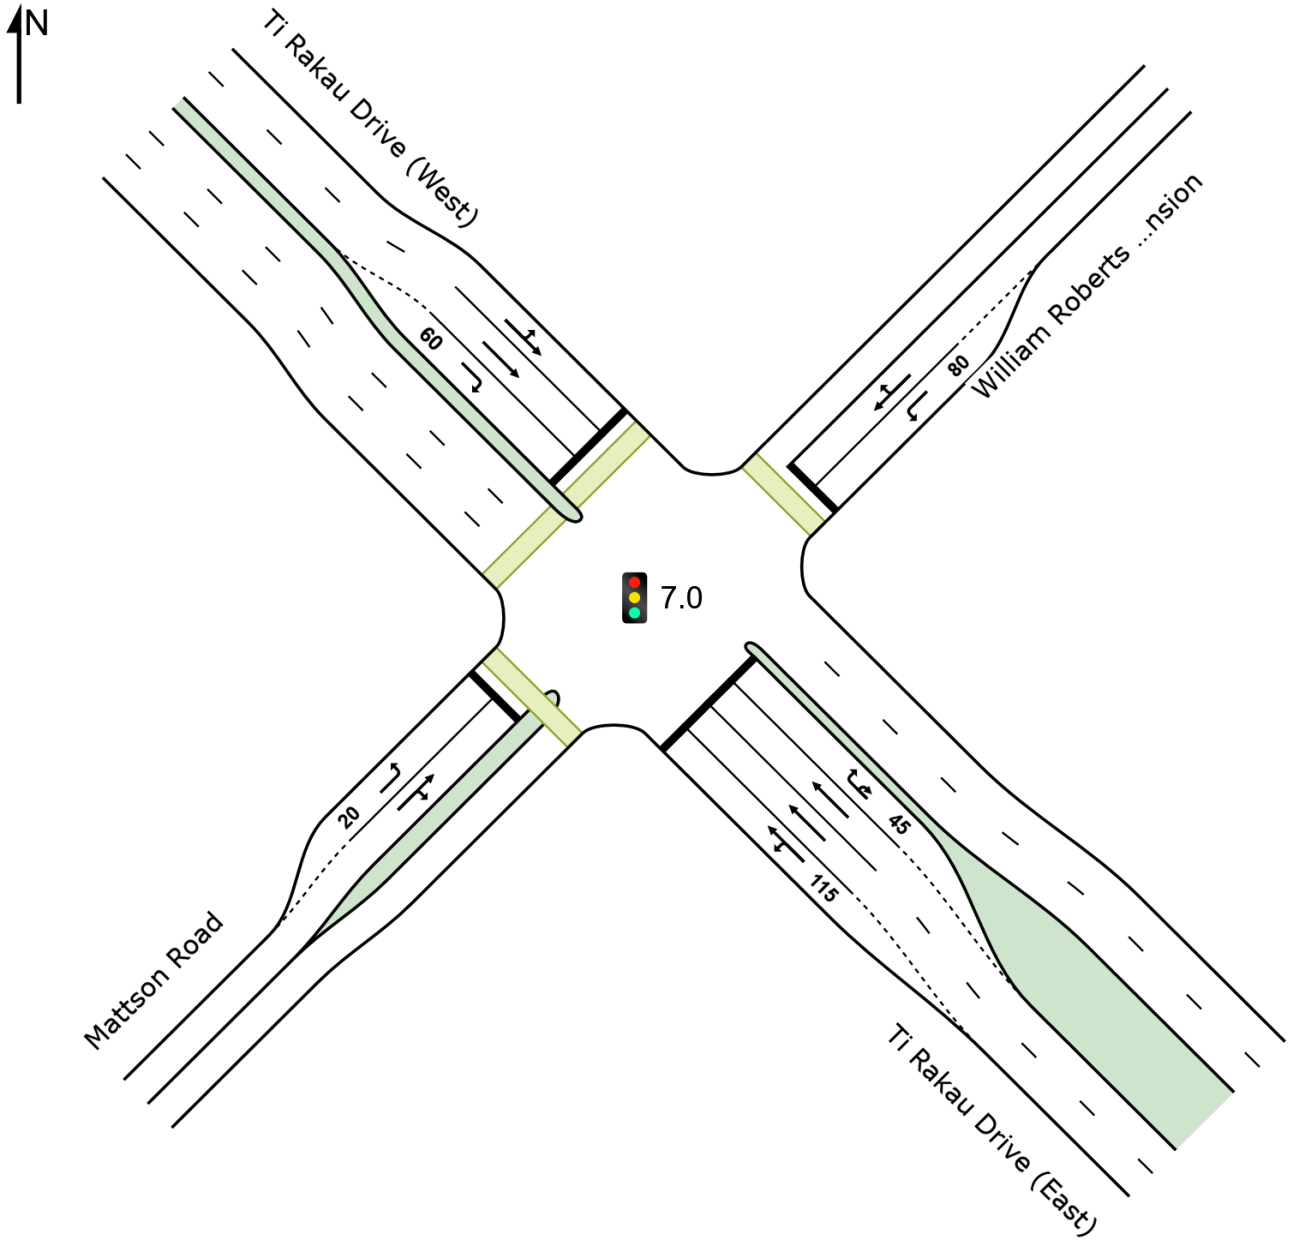 N
Ti Rakau Drive (West)
William Roberts ...nsion
60
80
7.0
20
45
115
Mattson Road
Ti Rakau Drive (East)